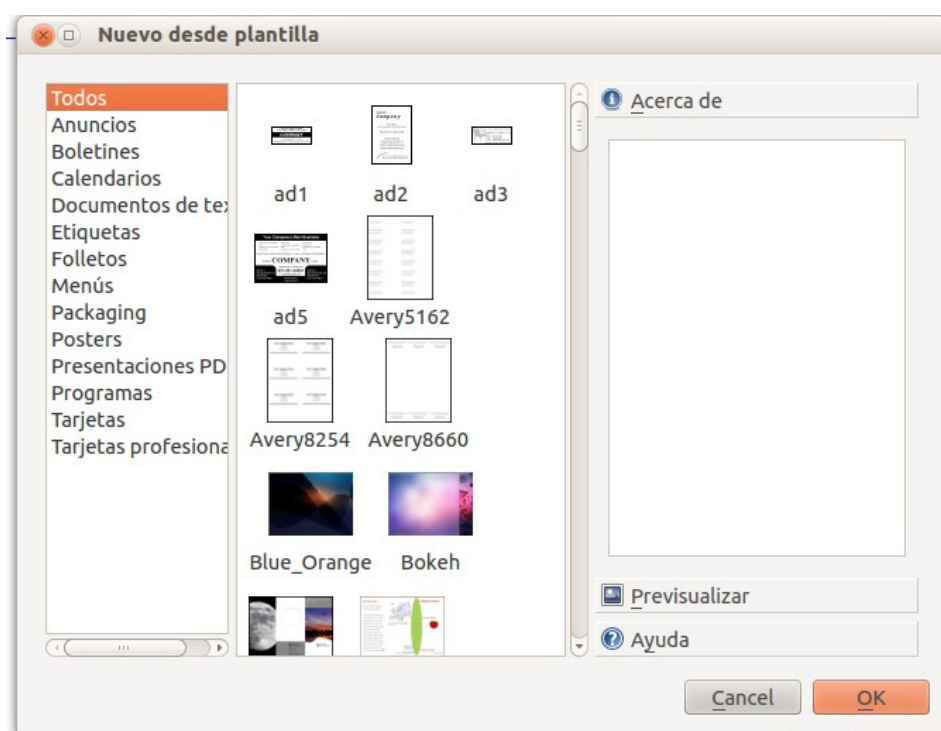 Nuevo desde plantilla
Todos
Anuncios
Boletines
Calendarios
Documentos de te
Etiquetas
Folletos
Menús
Packaging
Posters
Presentaciones PD
Programas
Tarjetas
Tarjetas profesiona
ad1 ad2 ad3
COMPANY
ad5 Avery5162
Avery8254 Avery8660
Blue_Orange Bokeh
Acerca de
Previsualizar
Ayuda
Cancel OK